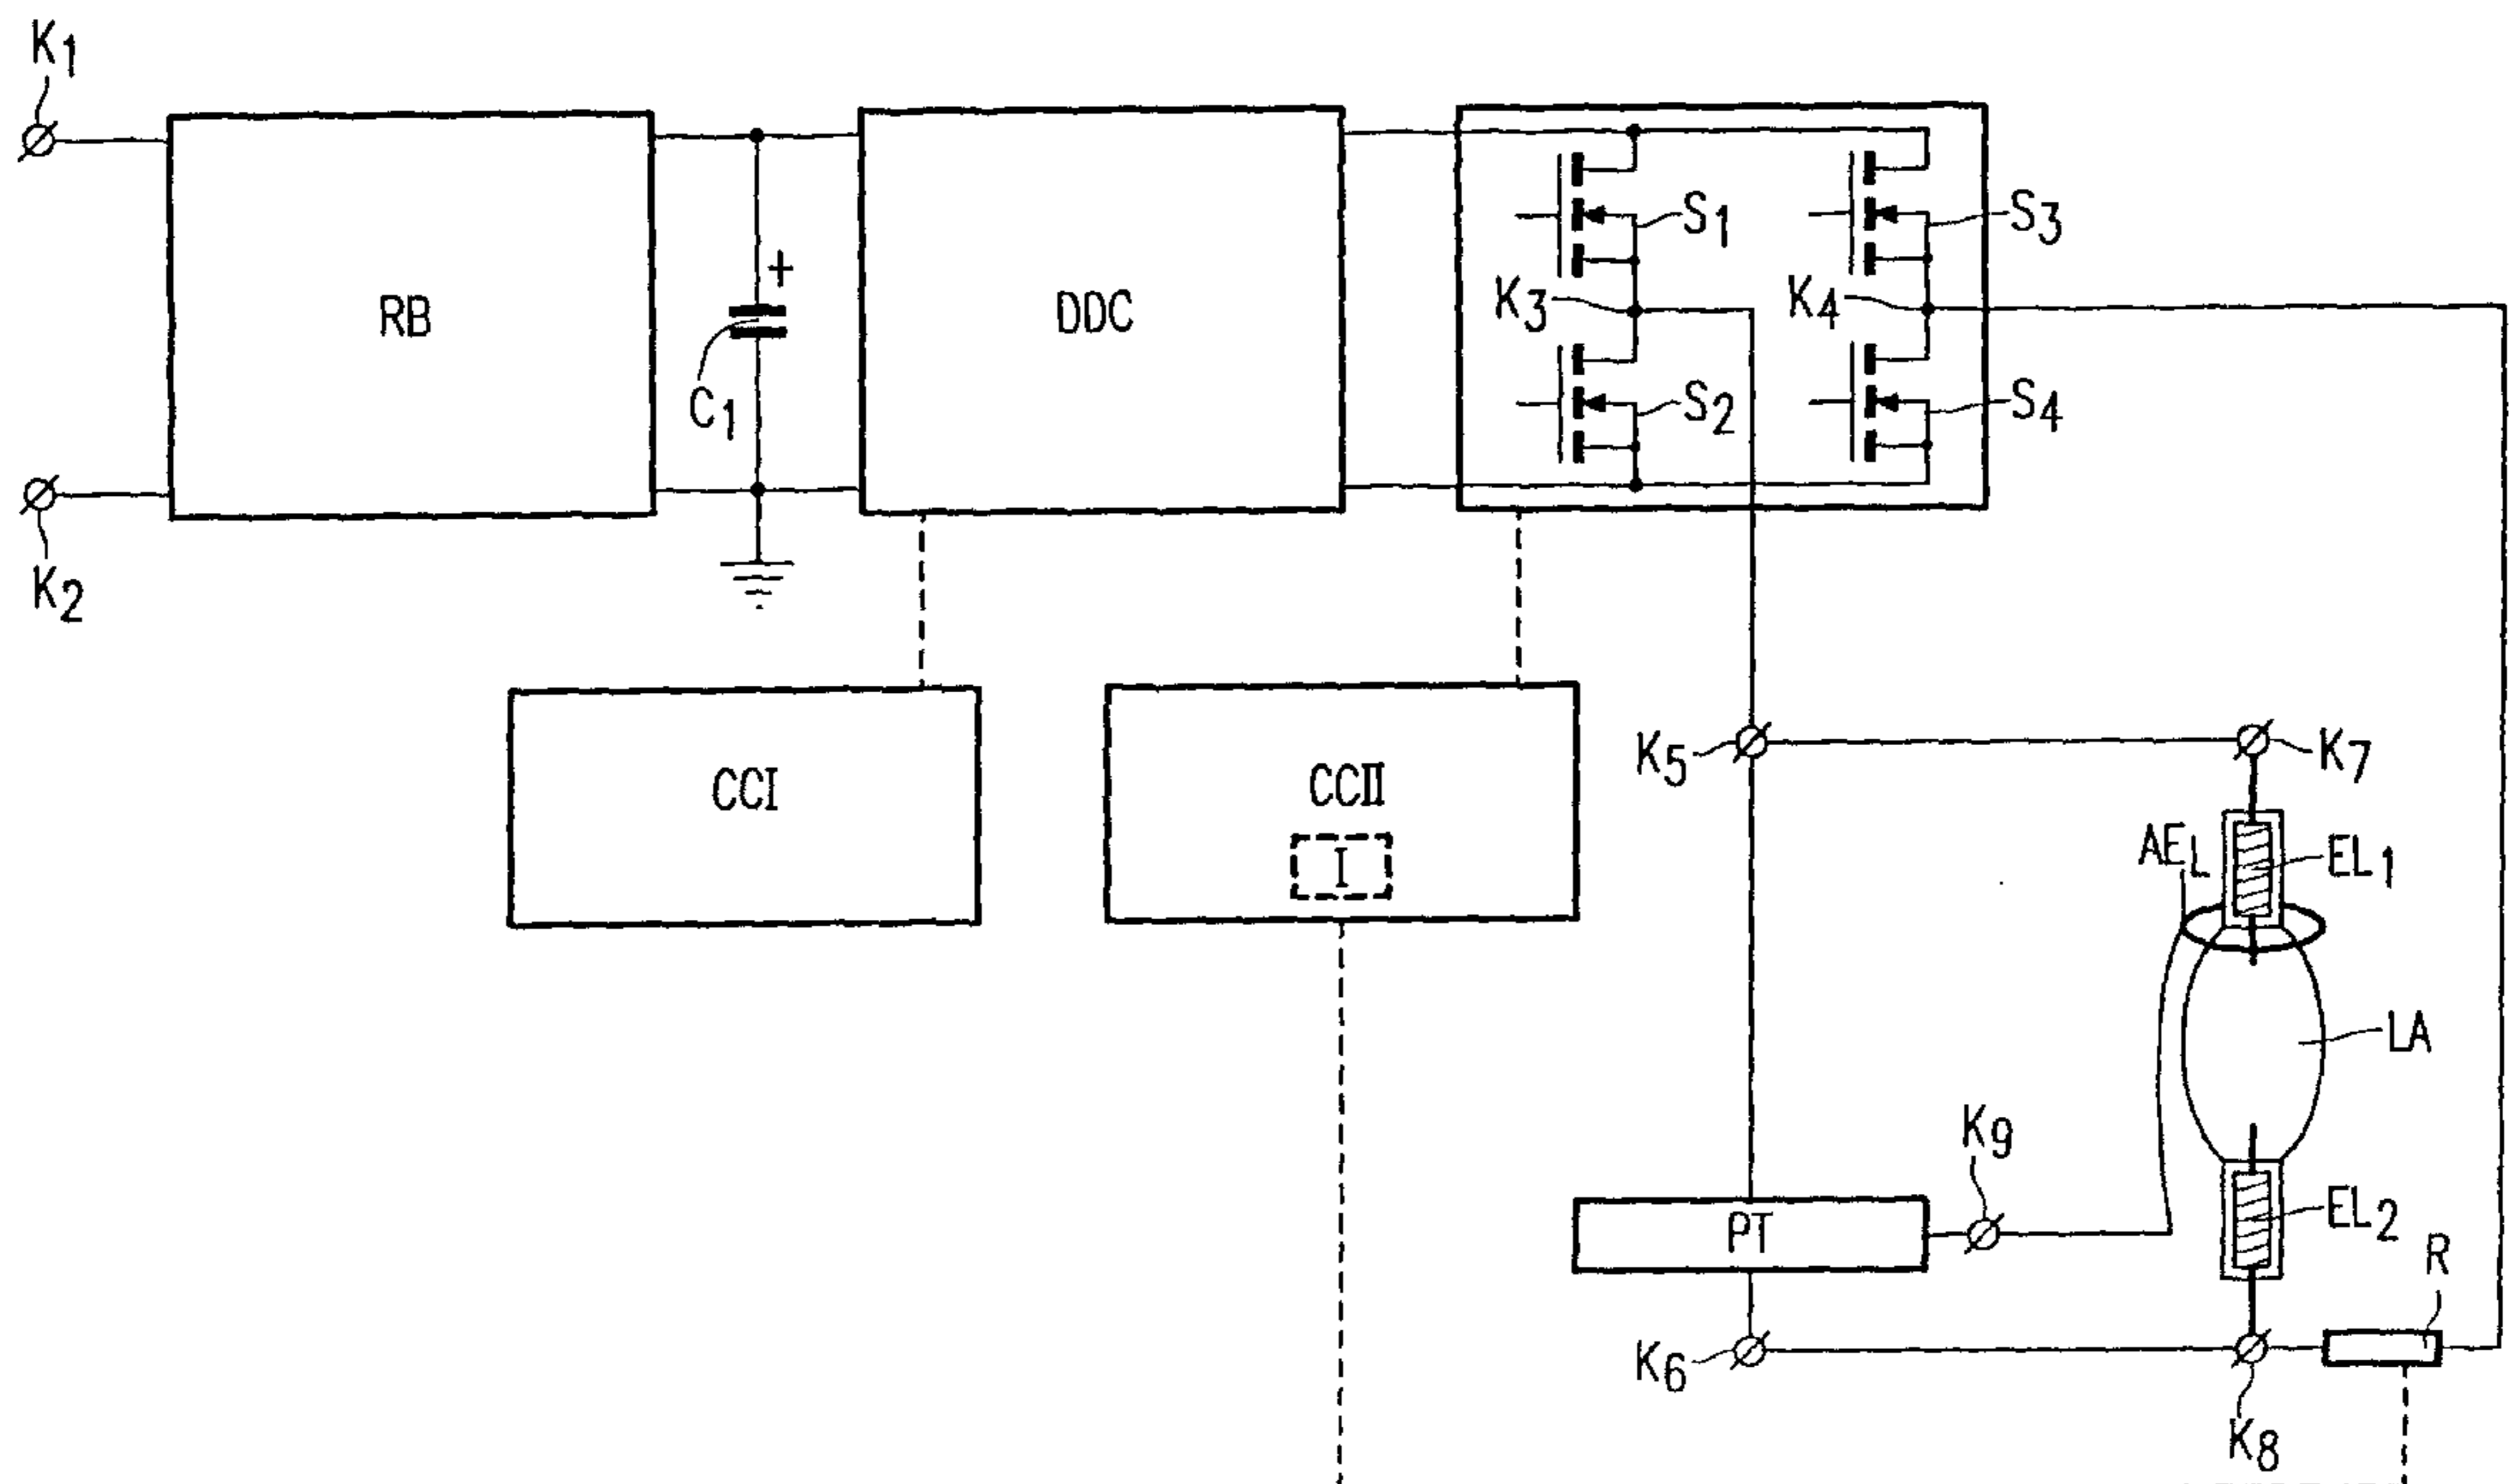 K1
RB
DDC
S1
S3
K3
K4
C1
S2
S4
K2
CCI
CCII
I
K5
K7
AEL
EL1
LA
K9
PT
EL2
R
K6
K8
+